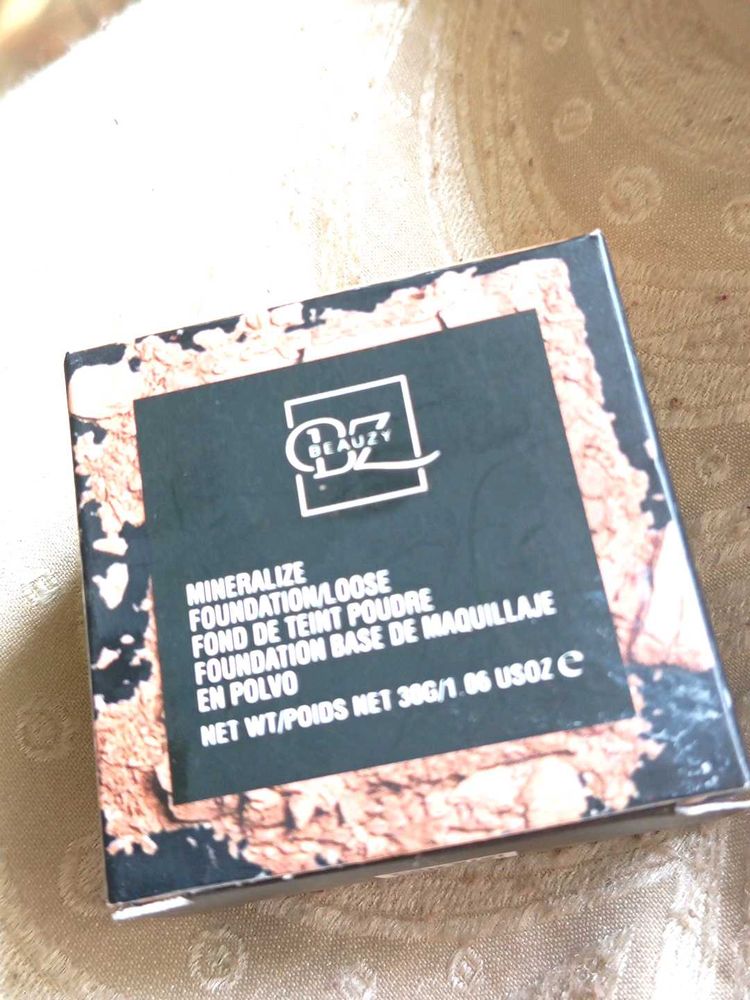 BEAUZY
MINERALIZE
FOUNDATION/LOOSE
FOND DE TEINT POUDRE
FOUNDATION BASE DE MAQUILLAJE
EN POLVO
NET WT/POIDS NET 30G/1.06 USOZ e